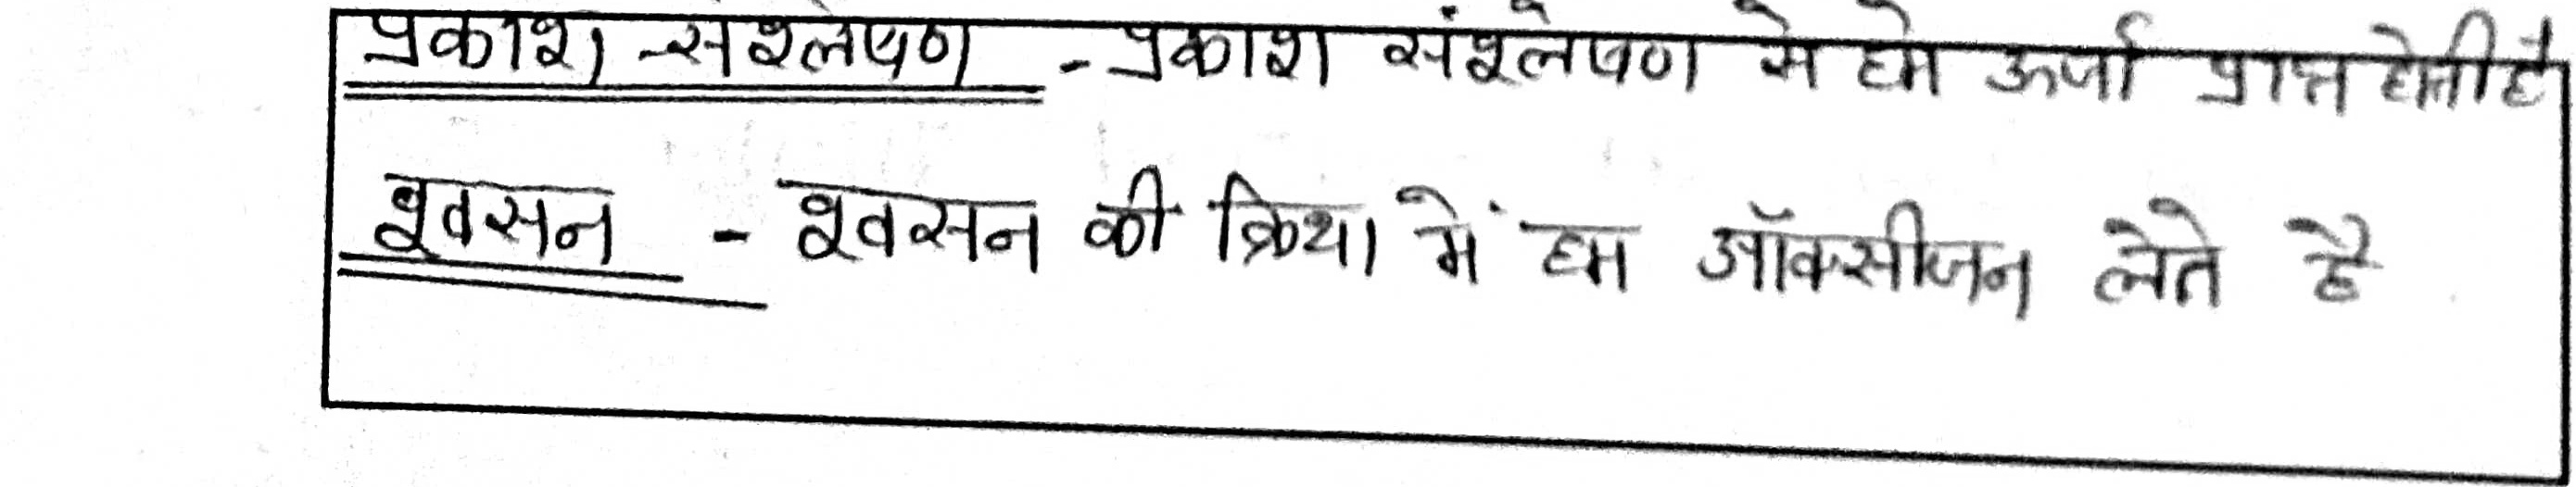 प्रकाश संश्लेषण - प्रकाश संश्लेषण से हमे ऊर्जा प्राप्त होती है
श्वसन - श्वसन की क्रिया में हम ऑक्सीजन लेते है